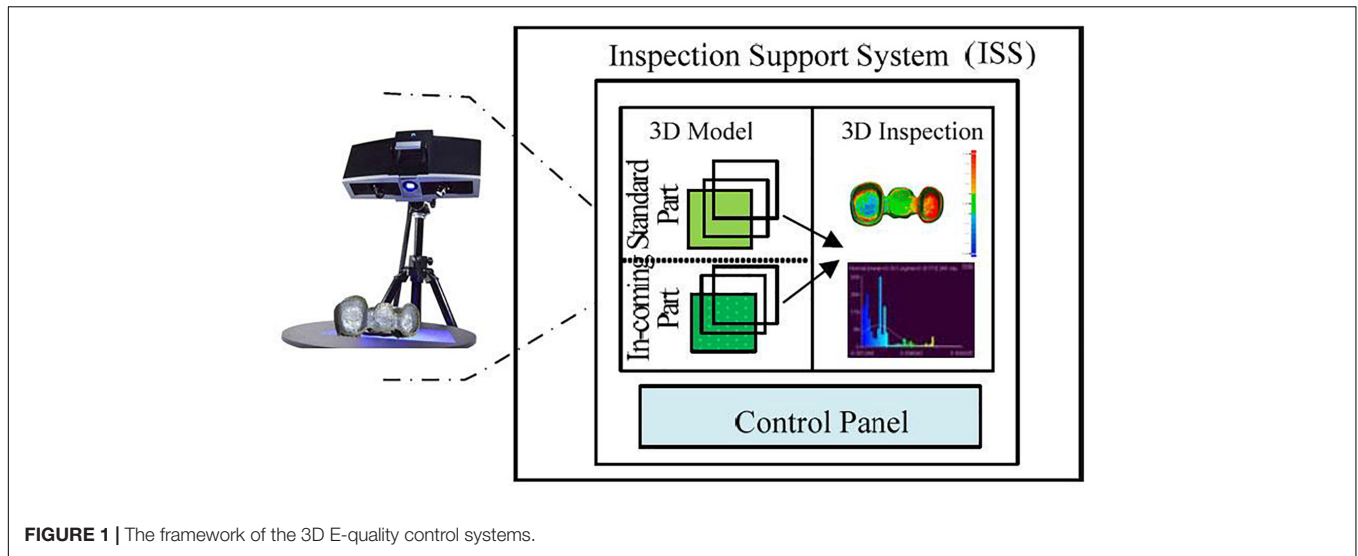 Inspection Support System (ISS)
3D Model
3D Inspection
Standard
Part
In-coming
Part
Control Panel
FIGURE 1 | The framework of the 3D E-quality control systems.